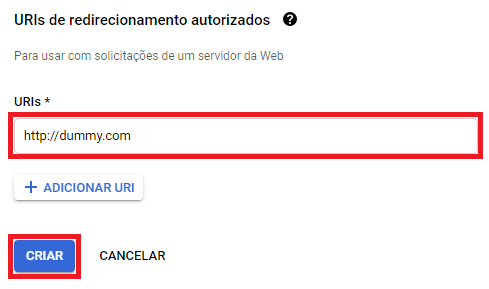 URIs de redirecionamento autorizados ?
Para usar com solicitações de um servidor da Web
URIs *
http://dummy.com
+ ADICIONAR URI
CRIAR CANCELAR